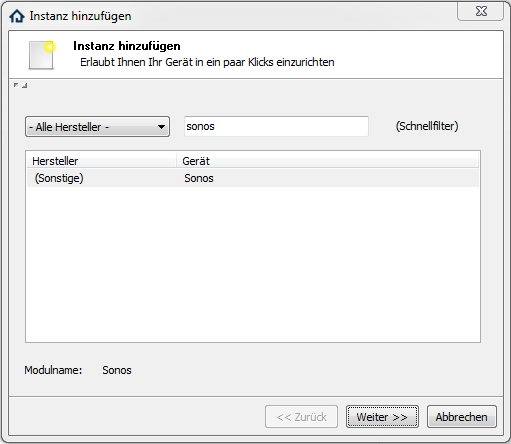 Instanz hinzufügen
Instanz hinzufügen
Erlaubt Ihnen Ihr Gerät in ein paar Klicks einzurichten
- Alle Hersteller - sonos (Schnellfilter)
Hersteller Gerät
(Sonstige) Sonos
Modulname: Sonos
<< Zurück Weiter >> Abbrechen